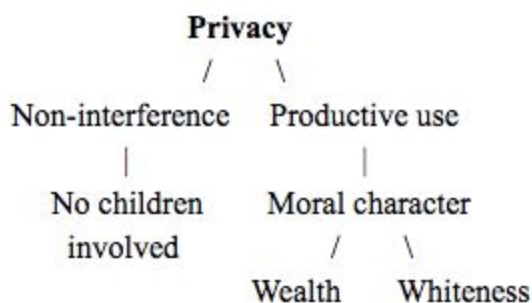 Privacy
Non-interference Productive use
No children Moral character
involved
Wealth Whiteness